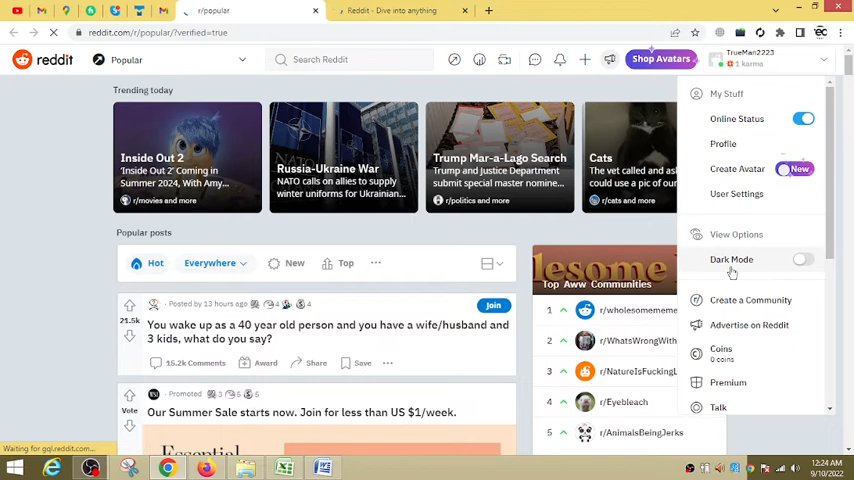 r/popular
Reddit - Dive into anything
reddit.com/r/popular/?verified=true
reddit
Popular
Search Reddit
Shop Avatars
TrueMan2223
1 karma
Trending today
Inside Out 2
'Inside Out 2' Coming in
Summer 2024, With Amy...
r/movies and more
Russia-Ukraine War
NATO calls on allies to supply
winter uniforms for Ukrainian...
Trump Mar-a-Lago Search
Trump and Justice Department
submit special master nominee...
r/politics and more
Cats
The vet called and said
could use a pic of our
r/cats and more
My Stuff
Online Status
Profile
Create Avatar
New
User Settings
View Options
Dark Mode
Create a Community
Advertise on Reddit
Coins
0 coins
Premium
Talk
Popular posts
Hot
Everywhere
New
Top
21.5k
Posted by 13 hours ago
4
4
Join
You wake up as a 40 year old person and you have a wife/husband and
3 kids, what do you say?
15.2k Comments
Award
Share
Save
Vote
Promoted
3
5
5
Our Summer Sale starts now. Join for less than US $1/week.
Essential
Top Aww Communities
1
r/wholesomememe
2
r/WhatsWrongWith
3
r/NatureIsFucking
4
r/Eyebleach
5
r/AnimalsBeingJerks
Waiting for gql.reddit.com...
12:24 AM
9/10/2022